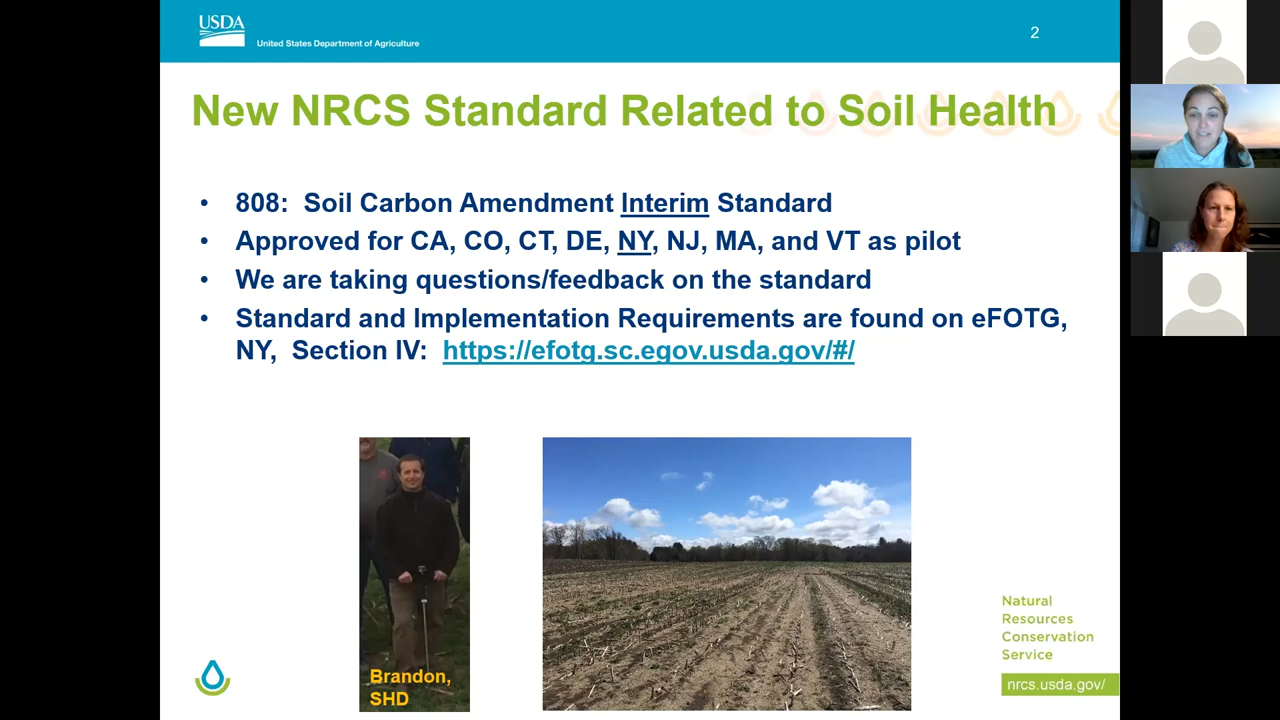 USDA
United States Department of Agriculture
2
New NRCS Standard Related to Soil Health
• 808:  Soil Carbon Amendment Interim Standard
• Approved for CA, CO, CT, DE, NY, NJ, MA, and VT as pilot
• We are taking questions/feedback on the standard
• Standard and Implementation Requirements are found on eFOTG,
NY,  Section IV:  https://efotg.sc.egov.usda.gov/#/
Brandon,
SHD
Natural
Resources
Conservation
Service
nrcs.usda.gov/